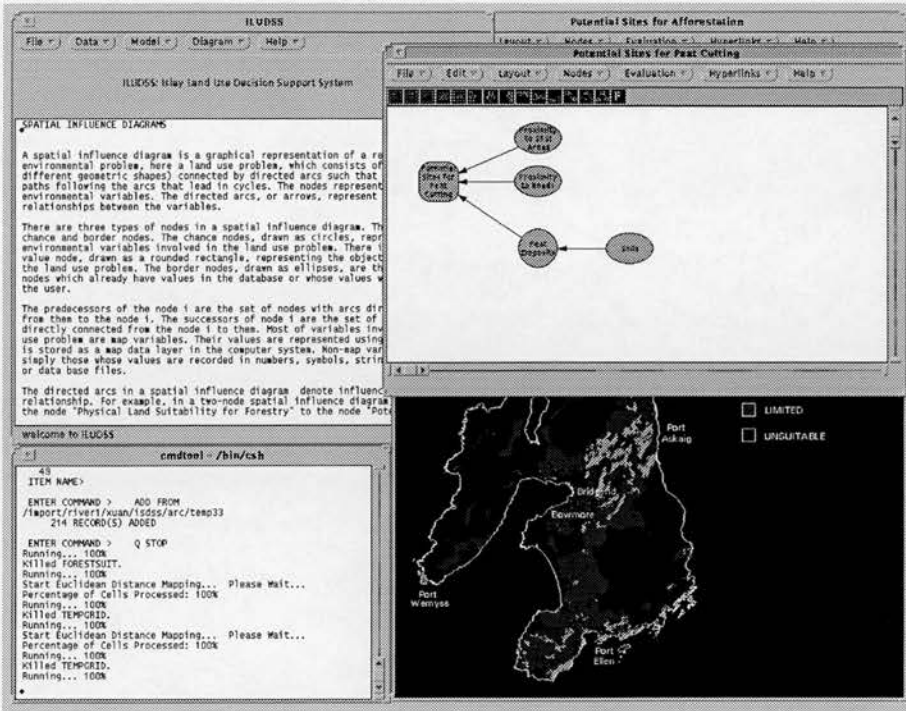 ILUDSS
File Data Model Diagram Help
ILUDSS: Islay Land Use Decision Support System
SPATIAL INFLUENCE DIAGRAMS
A spatial influence diagram is a graphical representation of a re
environmental problem, here a land use problem, which consists of
different geometric shapes) connected by directed arcs such that
paths following the arcs that lead in cycles. The nodes represent
environmental variables. The directed arcs, or arrows, represent
relationships between the variables.
There are three types of nodes in a spatial influence diagram. Th
chance and border nodes. The chance nodes, drawn as circles, repr
environmental variables involved in the land use problem. There i
value node, drawn as a rounded rectangle, representing the object
the land use problem. The border nodes, drawn as ellipses, are th
nodes which already have values in the database or whose values w
the user.
The predecessors of the node i are the set of nodes with arcs dir
from them to the node i. The successors of node i are the set of
directly connected from the node i to them. Most of variables inv
use problem are map variables. Their values are represented using
is stored as a map data layer in the computer system. Non-map var
simply those whose values are recorded in numbers, symbols, strin
or data base files.
The directed arcs in a spatial influence diagram denote influenc
relationship. For example, in a two-node spatial influence diagram
the node "Physical Land Suitability for Forestry" to the node "Pote
welcome to ILUDSS
Potential Sites for Afforestation
Layout Nodes Evaluation Hyperlinks Help
Potential Sites for Peat Cutting
File Edit Layout Nodes Evaluation Hyperlinks Help
Proximity
to
Areas
Potential
Sites for
Peat
Cutting
Proximity
to Roads
Peat
Deposits
Soils
cmdtool - /bin/csh
49
ITEM NAME>
ENTER COMMAND > ADD FROM
/import/river1/xuan/isdss/arc/temp33
214 RECORD(S) ADDED
ENTER COMMAND > Q STOP
Running... 100%
Killed FORESTSUIT.
Running... 100%
Start Euclidean Distance Mapping... Please Wait...
Percentage of Cells Processed: 100%
Running... 100%
Killed TEMPGRID.
Running... 100%
Start Euclidean Distance Mapping... Please Wait...
Percentage of Cells Processed: 100%
Running... 100%
Killed TEMPGRID.
Running... 100%
LIMITED
UNSUITABLE
Port
Askaig
Bridgend
Bowmore
Port
Wemyss
Port
Ellen